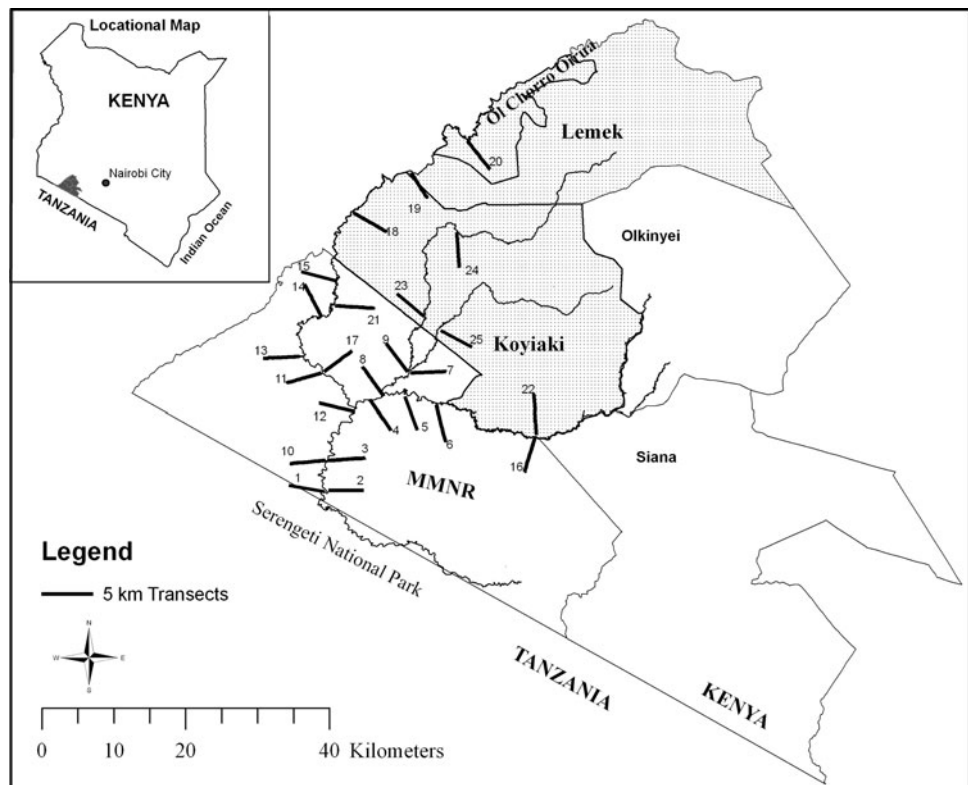 Locational Map
KENYA
Nairobi City
TANZANIA
Indian Ocean
Ol Chorro Oirua
Lemek
20
19
18
Olkinyei
24
15
14
23
21
25
Koyiaki
17
9
13
8
7
11
22
12
4
5
6
3
10
16
Siana
1
2
MMNR
Serengeti National Park
Legend
5 km Transects
N
W
E
S
TANZANIA
KENYA
0 10 20 40 Kilometers